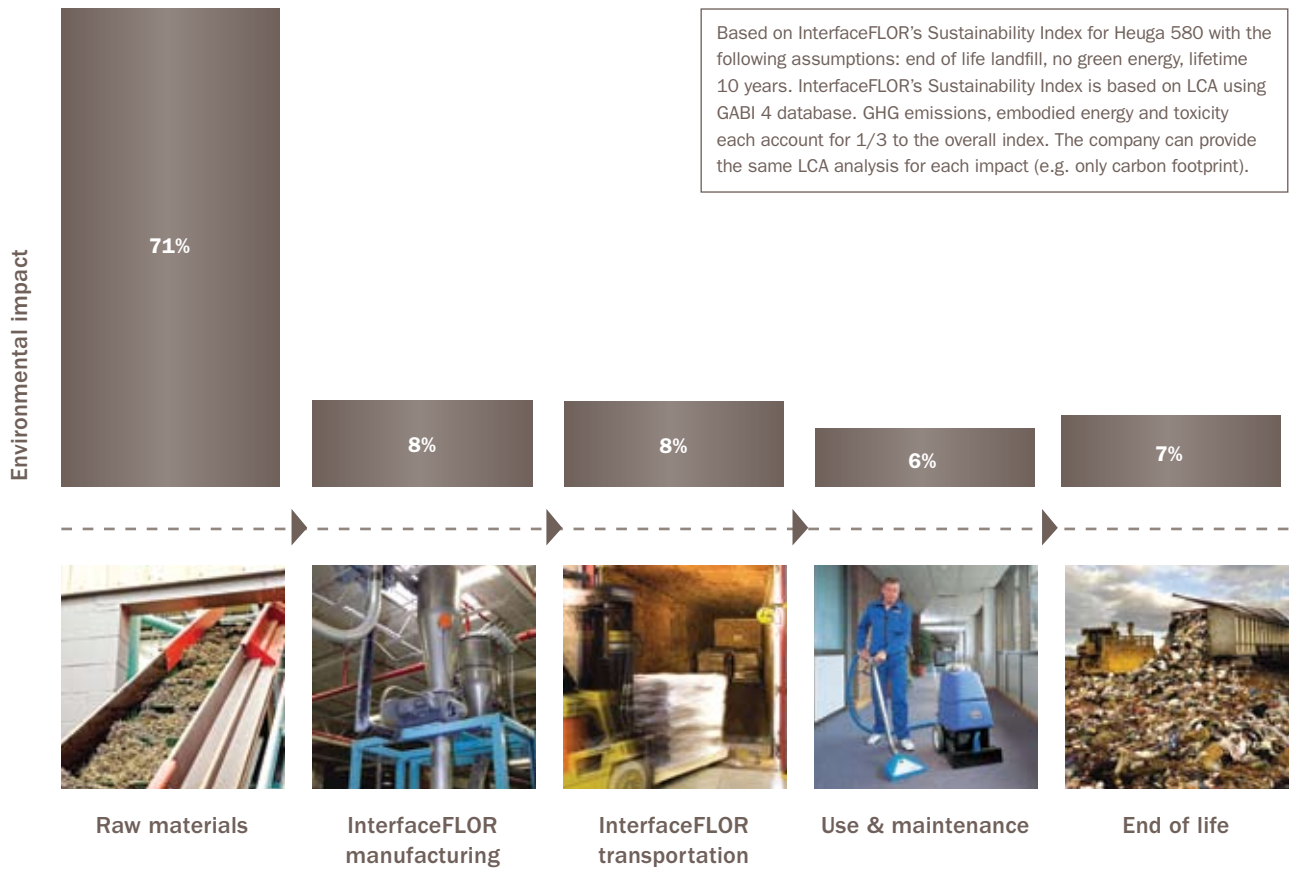 Based on InterfaceFLOR’s Sustainability Index for Heuga 580 with the
following assumptions: end of life landfill, no green energy, lifetime
10 years. InterfaceFLOR’s Sustainability Index is based on LCA using
GABI 4 database. GHG emissions, embodied energy and toxicity
each account for 1/3 to the overall index. The company can provide
the same LCA analysis for each impact (e.g. only carbon footprint).
Environmental impact
71%
8%
8%
6%
7%
Raw materials
InterfaceFLOR
manufacturing
InterfaceFLOR
transportation
Use & maintenance
End of life